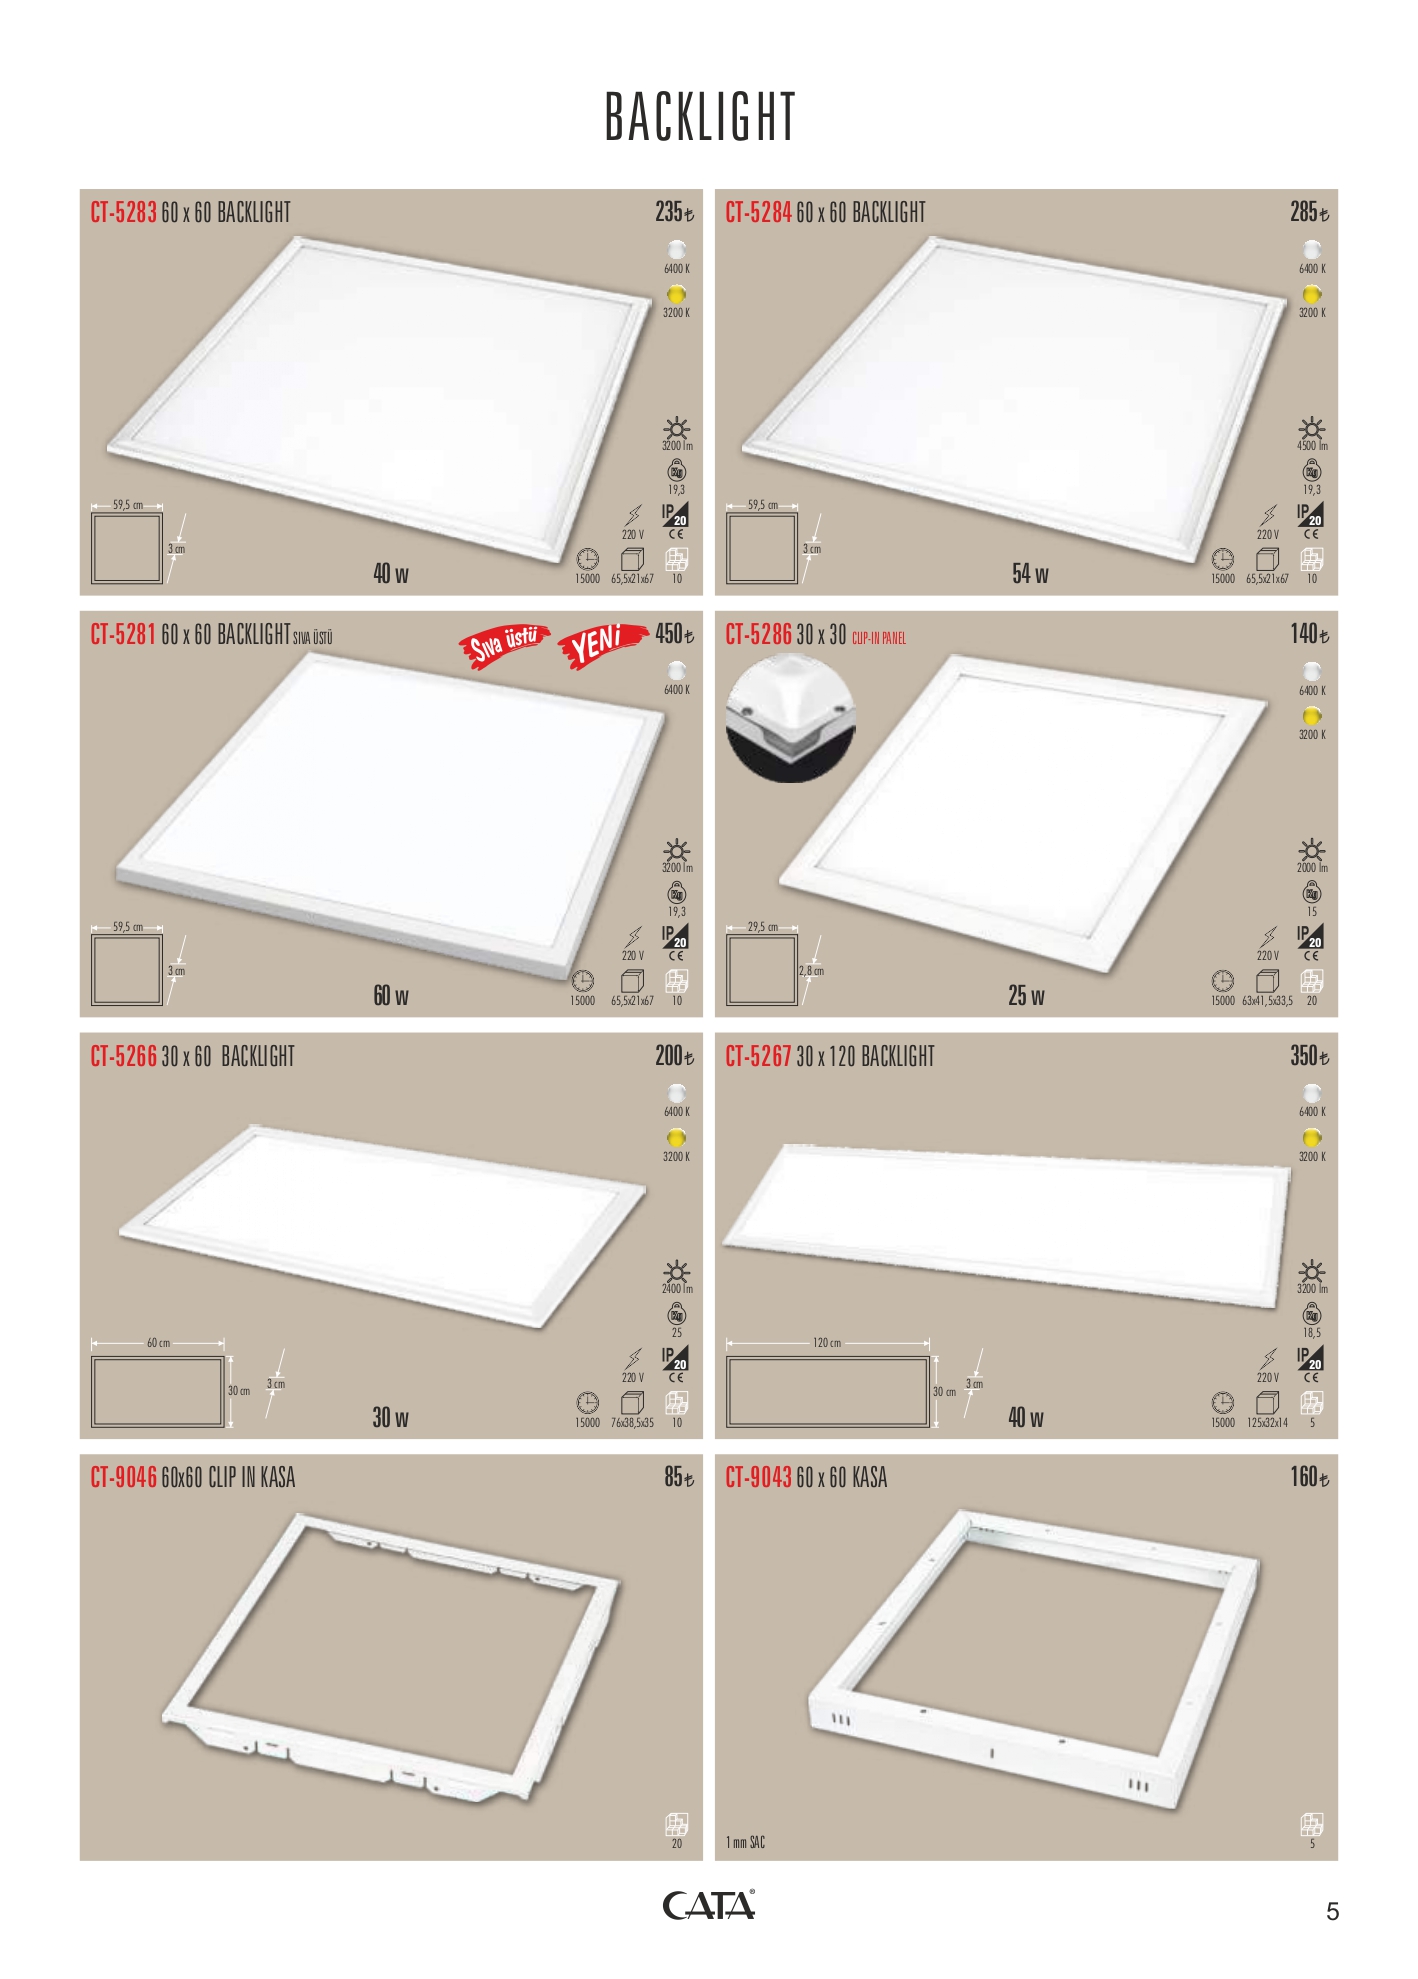 BACKLIGHT
CT-5283 60 x 60 BACKLIGHT
235₺
6400 K
3200 K
3200 lm
Kg
19,3
59,5 cm
3 cm
220 V
IP 20
CE
40 w
15000
65,5x21x67
10
CT-5284 60 x 60 BACKLIGHT
285₺
6400 K
3200 K
4500 lm
Kg
19,3
59,5 cm
3 cm
220 V
IP 20
CE
54 w
15000
65,5x21x67
10
CT-5281 60 x 60 BACKLIGHT SIVA ÜSTÜ
Sıva üstü
YENİ
450₺
6400 K
3200 lm
Kg
19,3
59,5 cm
3 cm
220 V
IP 20
CE
60 w
15000
65,5x21x67
10
CT-5286 30 x 30 CLIP-IN PANEL
140₺
6400 K
3200 K
2000 lm
Kg
15
29,5 cm
2,8 cm
220 V
IP 20
CE
25 w
15000
63x41,5x33,5
20
CT-5266 30 x 60 BACKLIGHT
200₺
6400 K
3200 K
2400 lm
Kg
25
60 cm
30 cm
3 cm
220 V
IP 20
CE
30 w
15000
76x38,5x35
10
CT-5267 30 x 120 BACKLIGHT
350₺
6400 K
3200 K
3200 lm
Kg
18,5
120 cm
30 cm
3 cm
220 V
IP 20
CE
40 w
15000
125x32x14
5
CT-9046 60x60 CLIP IN KASA
85₺
20
CT-9043 60 x 60 KASA
160₺
1 mm SAC
5
CATA®
5